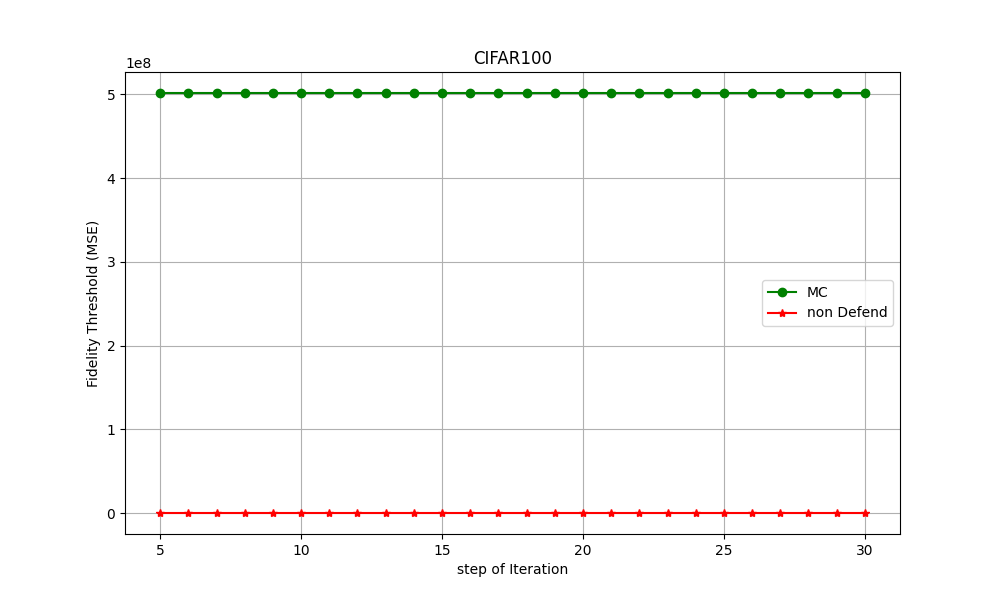 CIFAR100
1e8
5
4
3
2
1
0
Fidelity Threshold (MSE)
MC
non Defend
5 10 15 20 25 30
step of Iteration